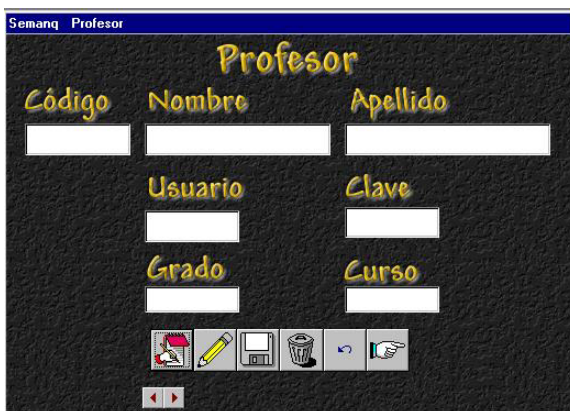 Semanq Profesor
Profesor
Código Nombre Apellido
Usuario Clave
Grado Curso